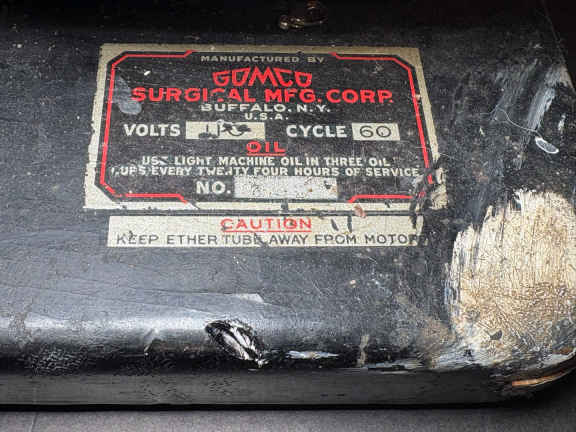 MANUFACTURED BY
GOMCO
SURGICAL MFG. CORP.
BUFFALO, N.Y.
U.S.A.
VOLTS 110 CYCLE 60
OIL
USE LIGHT MACHINE OIL IN THREE OIL
CUPS EVERY TWENTY FOUR HOURS OF SERVICE
NO.
CAUTION
KEEP ETHER TUBE AWAY FROM MOTOR